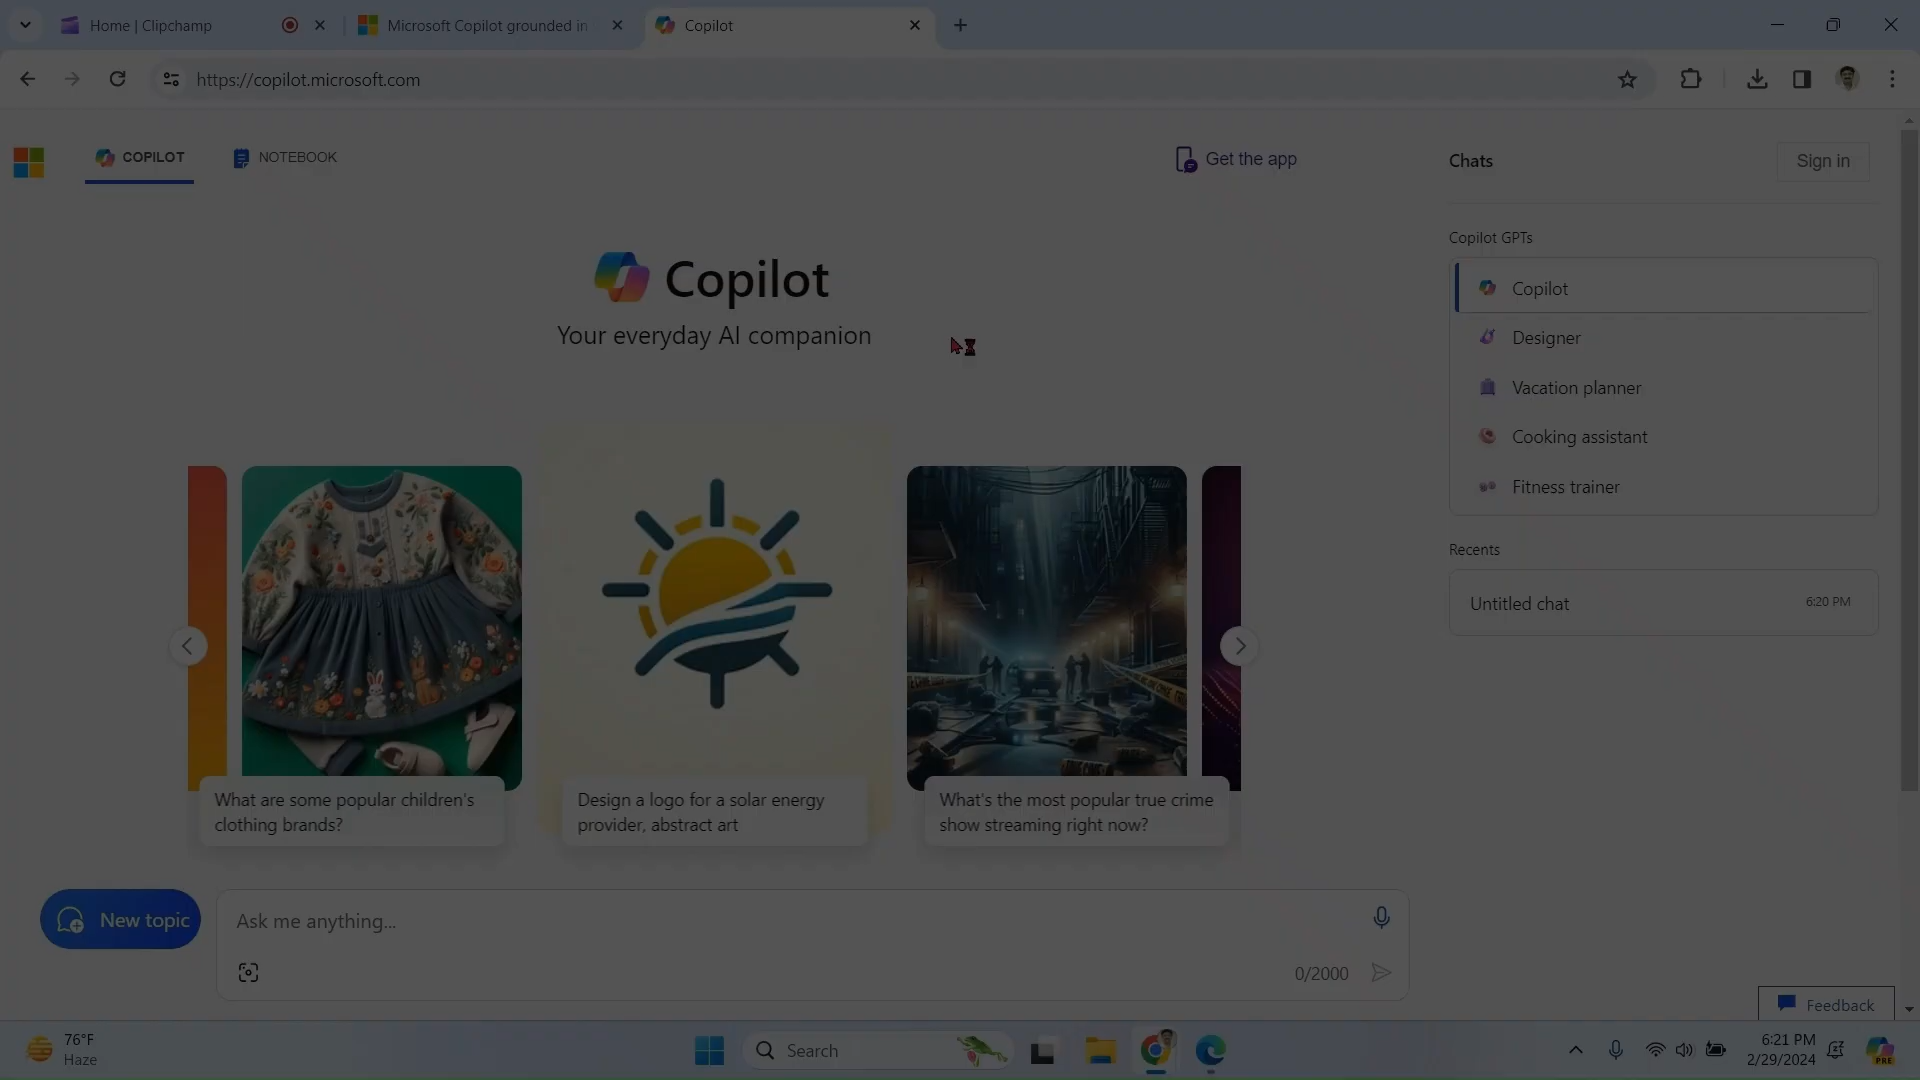 Home | Clipchamp
Microsoft Copilot grounded in
Copilot
https://copilot.microsoft.com
COPILOT
NOTEBOOK
Get the app
Chats
Sign in
Copilot
Your everyday AI companion
Copilot GPTs
Copilot
Designer
Vacation planner
Cooking assistant
Fitness trainer
Recents
Untitled chat
6:20 PM
What are some popular children's
clothing brands?
Design a logo for a solar energy
provider, abstract art
What's the most popular true crime
show streaming right now?
New topic
Ask me anything...
0/2000
Feedback
76°F
Haze
Search
6:21 PM
2/29/2024
PRE